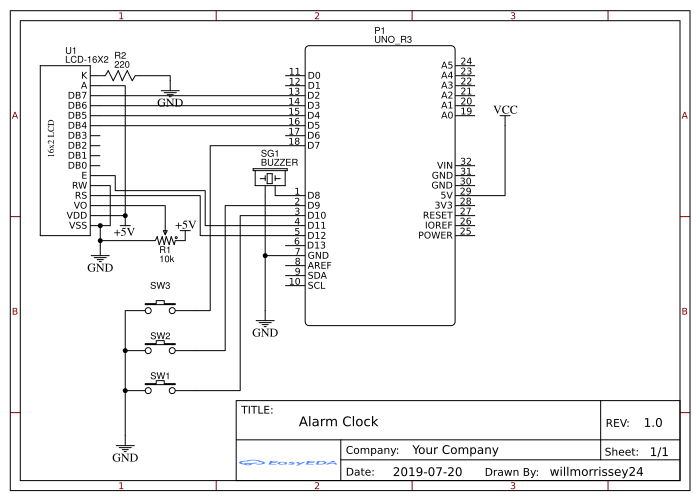 1 2 3
P1
UNO_R3
U1
LCD-16X2
R2
220
16x2 LCD
K
A
DB7
DB6
DB5
DB4
DB3
DB2
DB1
DB0
E
RW
RS
VO
VDD
VSS
GND
+5V
+5V
R1
10k
GND
SG1
BUZZER
GND
11 D0
12 D1
13 D2
14 D3
15 D4
16 D5
17 D6
18 D7
1 D8
2 D9
3 D10
4 D11
5 D12
6 D13
7 GND
8 AREF
9 SDA
10 SCL
A5 24
A4 23
A3 22
A2 21
A1 20
A0 19
VIN 32
GND 31
GND 30
5V 29
3V3 28
RESET 27
IOREF 26
POWER 25
VCC
A A
B B
SW3
SW2
SW1
GND
TITLE:
Alarm Clock
REV: 1.0
EasyEDA
Company: Your Company
Sheet: 1/1
Date: 2019-07-20 Drawn By: willmorrissey24
1 2 3